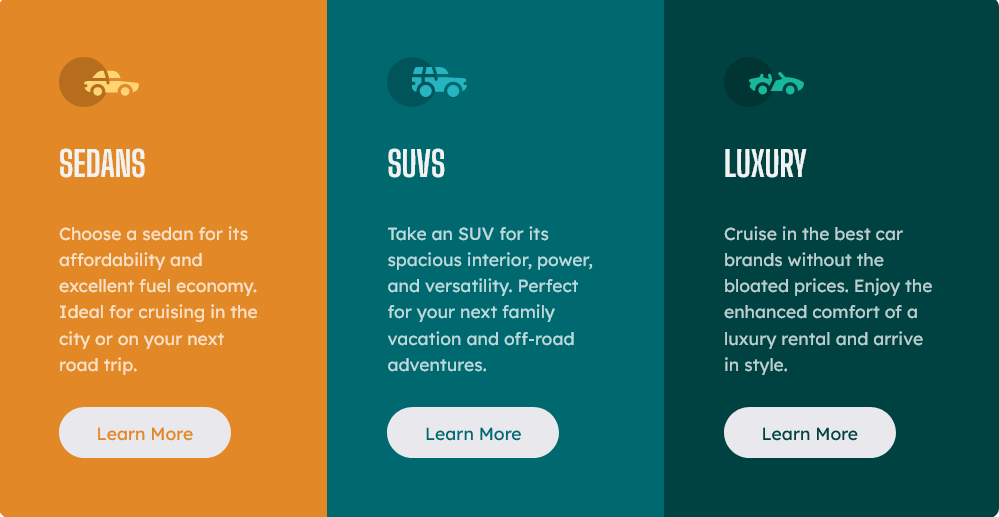 SEDANS
Choose a sedan for its
affordability and
excellent fuel economy.
Ideal for cruising in the
city or on your next
road trip.
Learn More
SUVS
Take an SUV for its
spacious interior, power,
and versatility. Perfect
for your next family
vacation and off-road
adventures.
Learn More
LUXURY
Cruise in the best car
brands without the
bloated prices. Enjoy the
enhanced comfort of a
luxury rental and arrive
in style.
Learn More